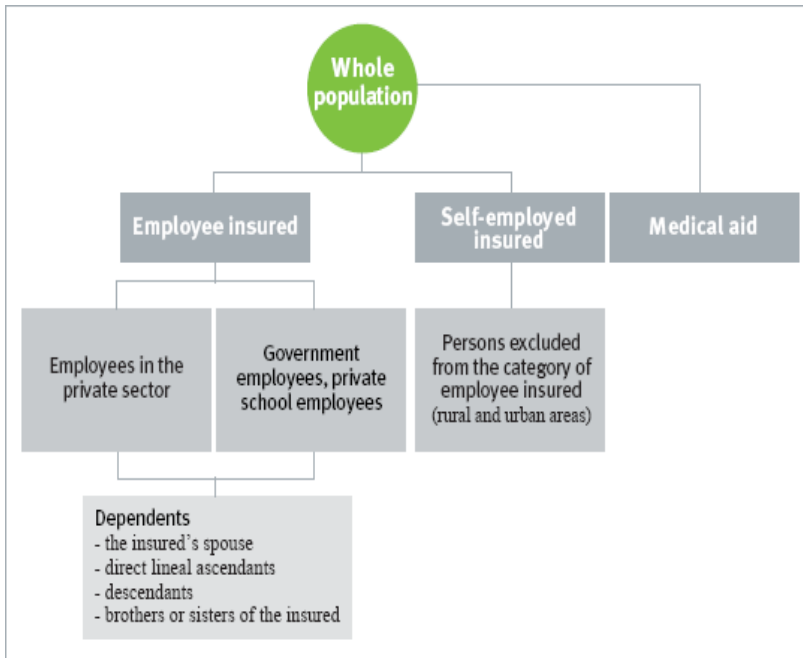 Whole
population
Employee insured
Self-employed
insured
Medical aid
Employees in the
private sector
Government
employees, private
school employees
Persons excluded
from the category of
employee insured
(rural and urban areas)
Dependents
- the insured's spouse
- direct lineal ascendants
- descendants
- brothers or sisters of the insured